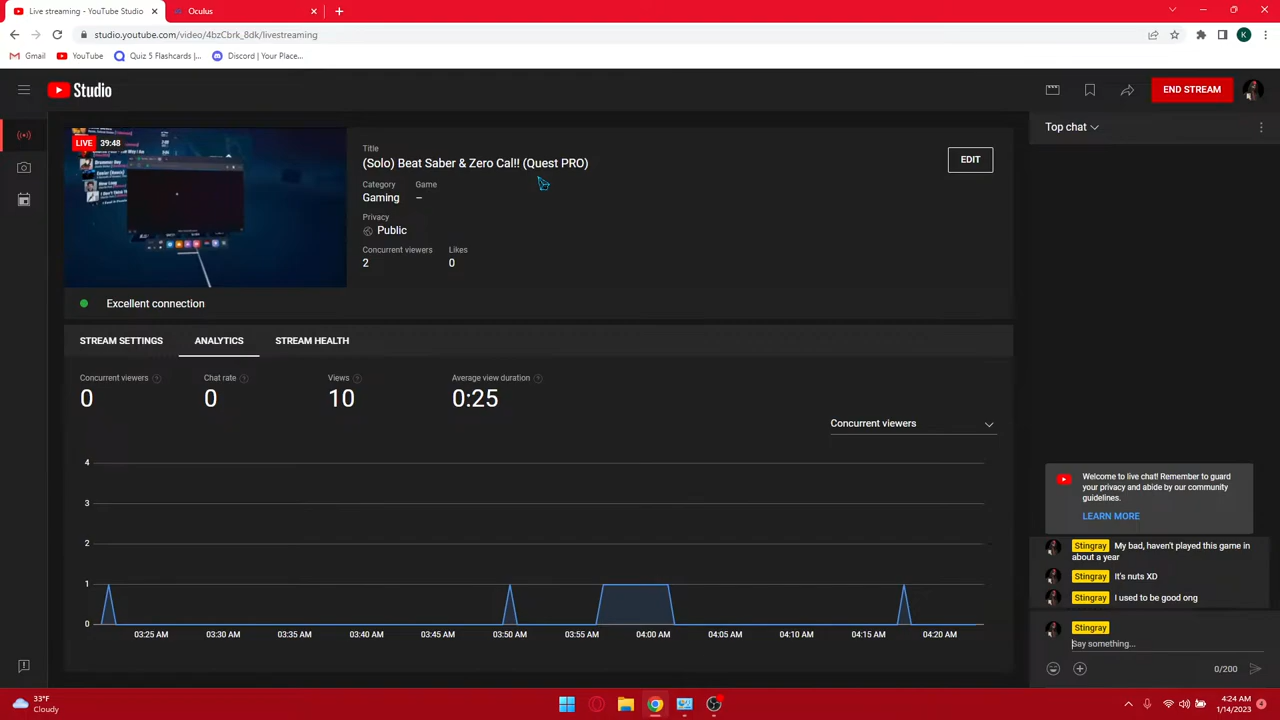 Live streaming - YouTube Studio
Oculus
studio.youtube.com/video/4bzCbrk_8dk/livestreaming
K
Gmail
YouTube
Quiz 5 Flashcards |...
Discord | Your Place...
Studio
END STREAM
LIVE 39:48
Title
(Solo) Beat Saber & Zero Cal!! (Quest PRO)
EDIT
Category Game
Gaming –
Privacy
Public
Concurrent viewers Likes
2 0
Excellent connection
STREAM SETTINGS ANALYTICS STREAM HEALTH
Concurrent viewers Chat rate Views Average view duration
0 0 10 0:25
Concurrent viewers
4
3
2
1
0
03:25 AM 03:30 AM 03:35 AM 03:40 AM 03:45 AM 03:50 AM 03:55 AM 04:00 AM 04:05 AM 04:10 AM 04:15 AM 04:20 AM
Top chat
Welcome to live chat! Remember to guard
your privacy and abide by our community
guidelines.
LEARN MORE
Stingray My bad, haven't played this game in
about a year
Stingray It's nuts XD
Stingray I used to be good ong
Stingray
Say something...
0/200
33°F
Cloudy
4:24 AM
1/14/2023